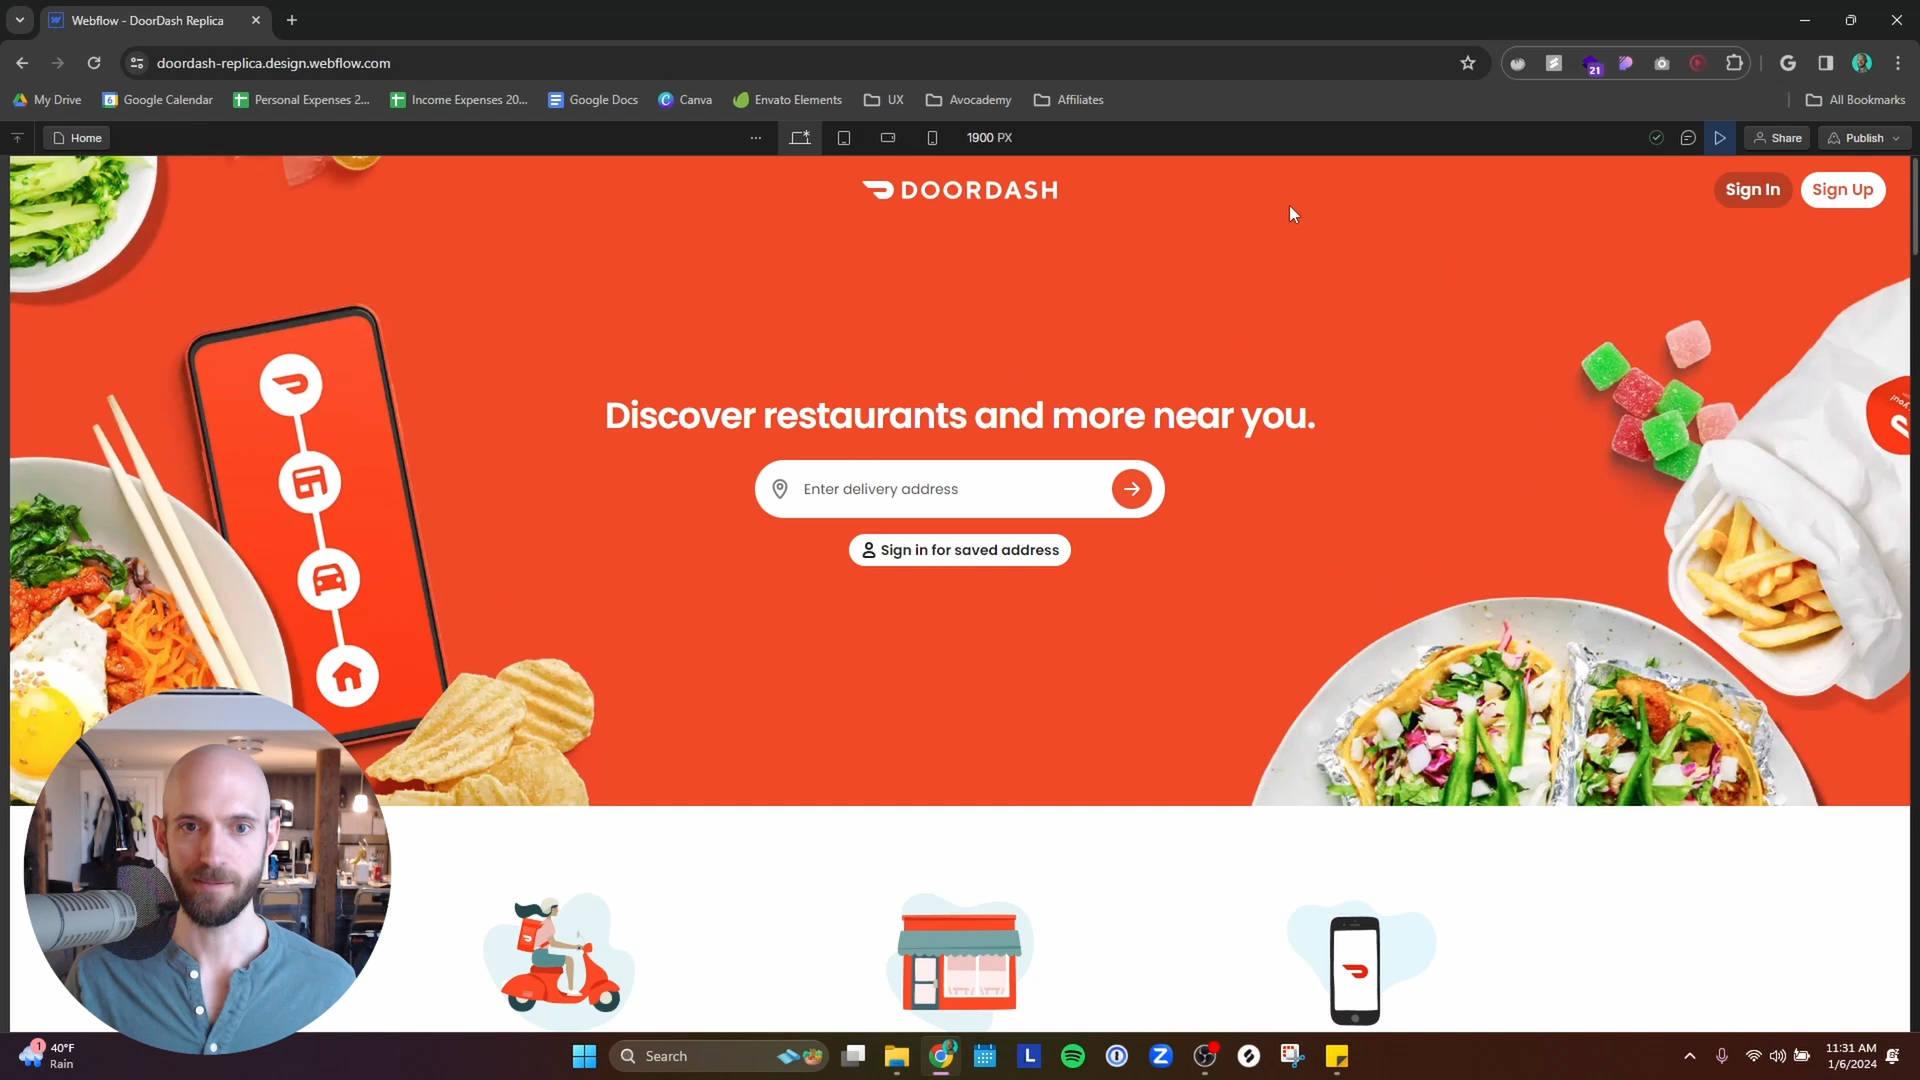 Webflow - DoorDash Replica
doordash-replica.design.webflow.com
21
My Drive
Google Calendar
Personal Expenses 2...
Income Expenses 20...
Google Docs
Canva
Envato Elements
UX
Avocademy
Affiliates
All Bookmarks
Home
1900 PX
Share
Publish
DOORDASH
Sign In
Sign Up
Discover restaurants and more near you.
Enter delivery address
Sign in for saved address
1
40°F
Rain
Search
L
11:31 AM
1/6/2024